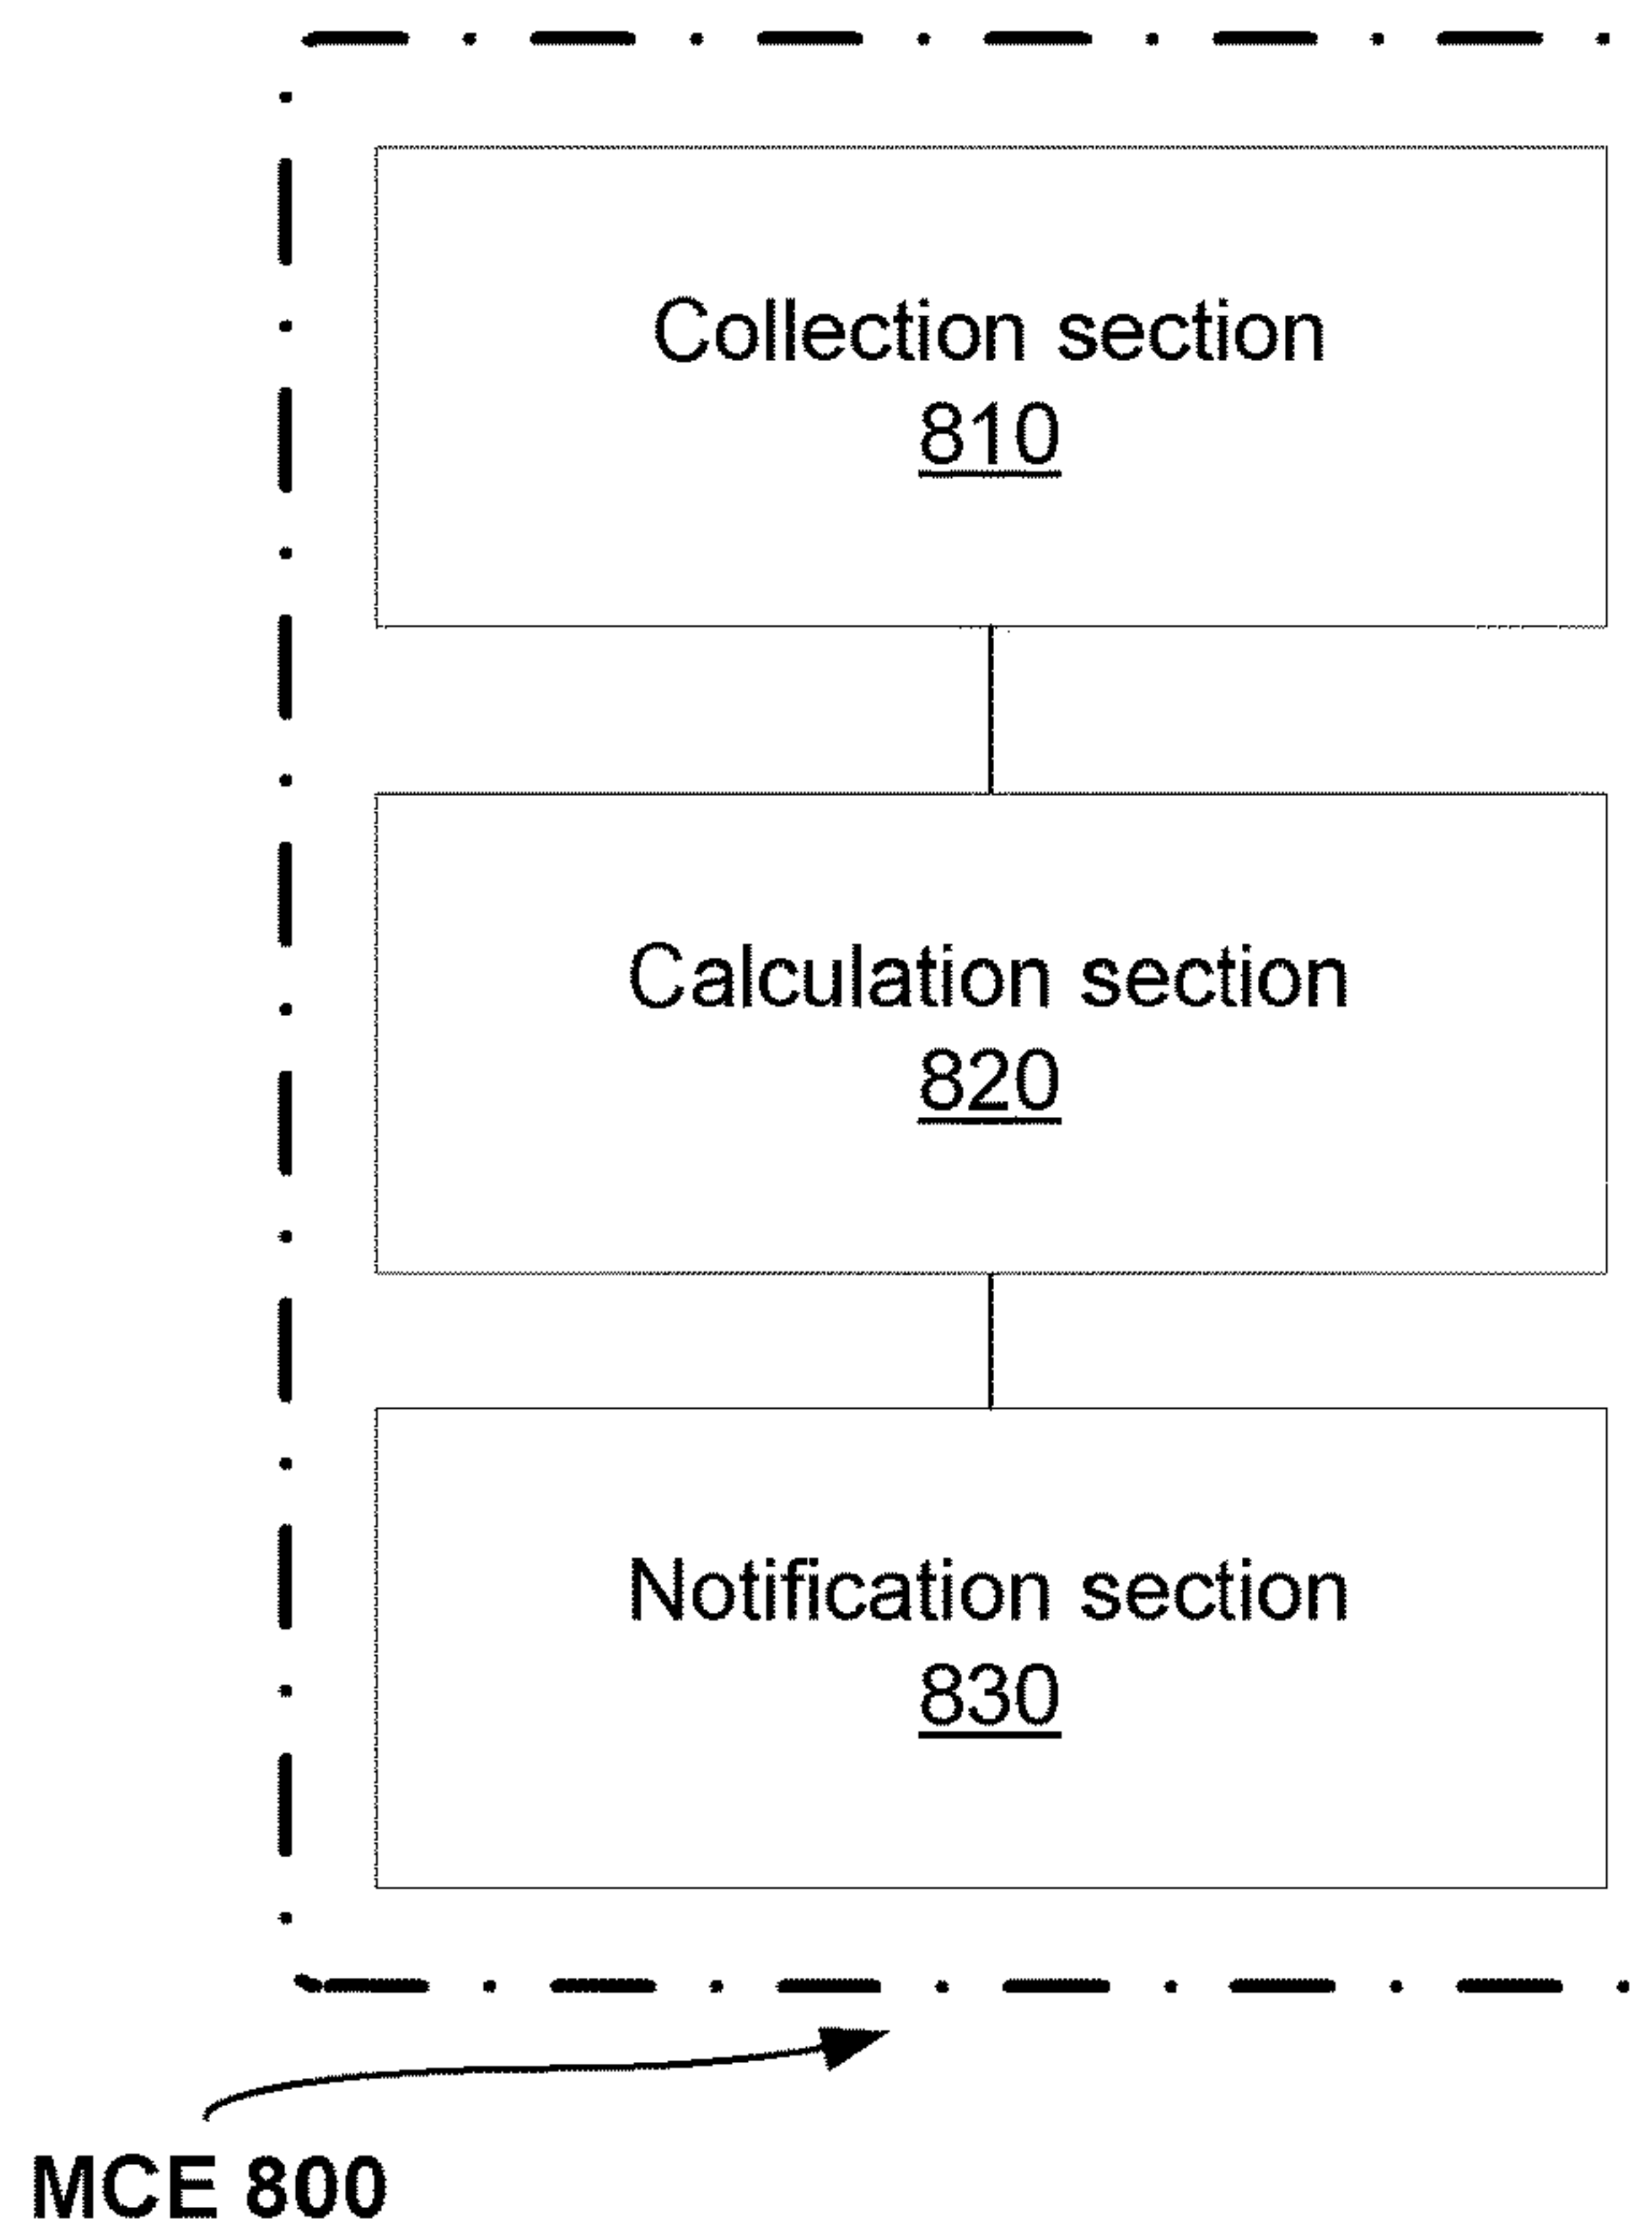 Collection section
810
Calculation section
820
Notification section
830
MCE 800